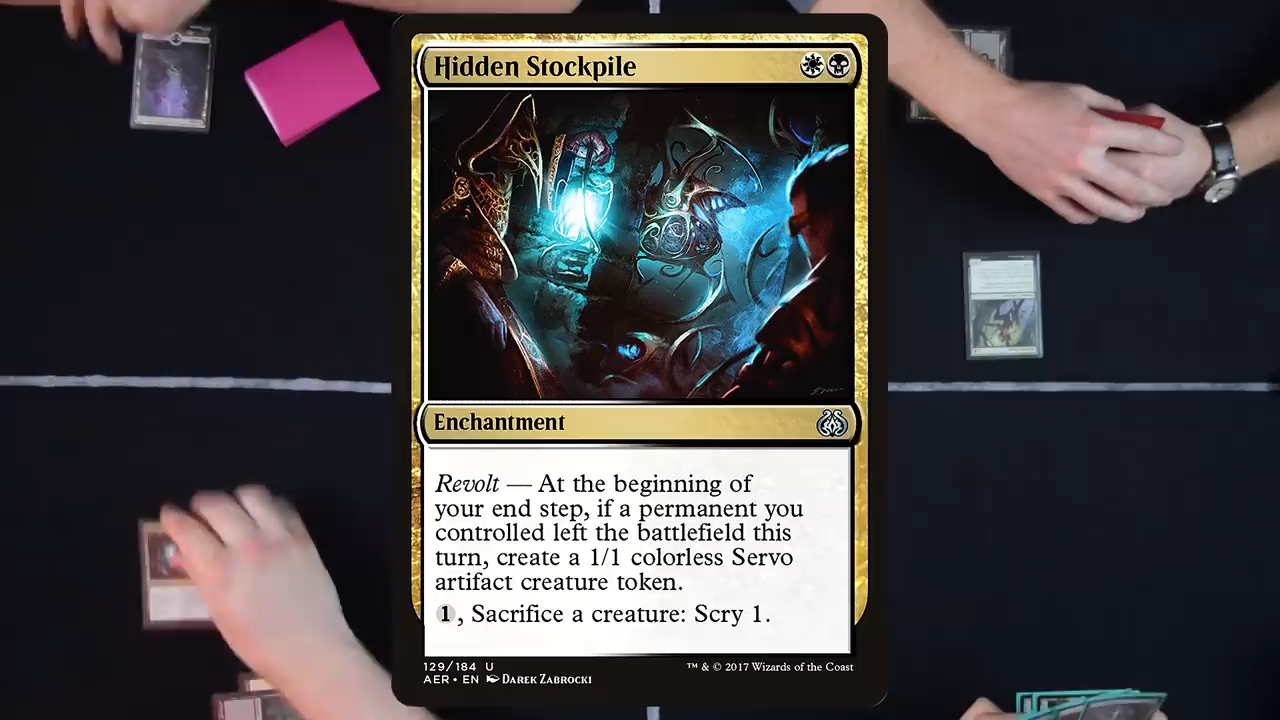 Hidden Stockpile
Enchantment
Revolt — At the beginning of
your end step, if a permanent you
controlled left the battlefield this
turn, create a 1/1 colorless Servo
artifact creature token.
1, Sacrifice a creature: Scry 1.
129/184 U
AER • EN DAREK ZABROCKI
™ & © 2017 Wizards of the Coast